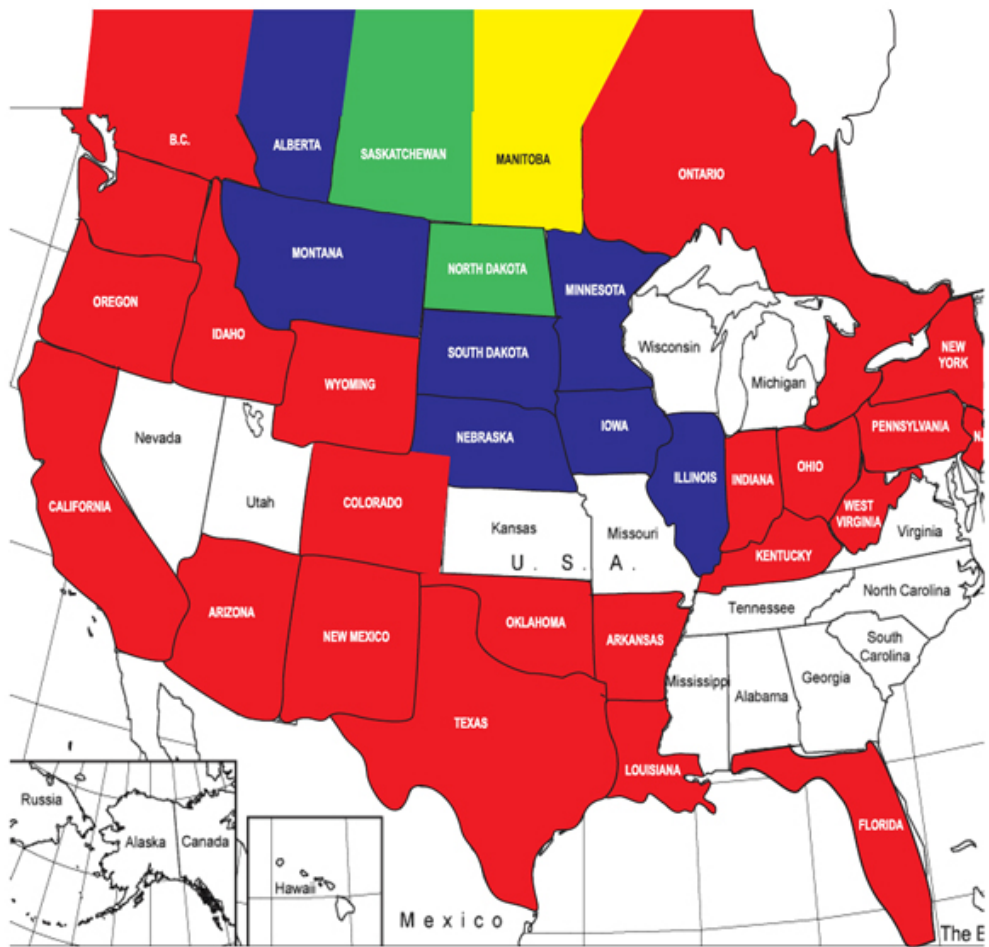 B.C.
ALBERTA
SASKATCHEWAN
MANITOBA
ONTARIO
MONTANA
NORTH DAKOTA
MINNESOTA
OREGON
IDAHO
WYOMING
SOUTH DAKOTA
Wisconsin
Michigan
NEW
YORK
Nevada
Utah
COLORADO
NEBRASKA
IOWA
ILLINOIS
INDIANA
OHIO
PENNSYLVANIA
N.J
WEST
VIRGINIA
Virginia
CALIFORNIA
Kansas
Missouri
KENTUCKY
U. S. A.
ARIZONA
NEW MEXICO
OKLAHOMA
ARKANSAS
Tennessee
North Carolina
South
Carolina
Mississippi
Alabama
Georgia
TEXAS
LOUISIANA
FLORIDA
Russia
Alaska
Canada
Hawaii
Mexico
The B